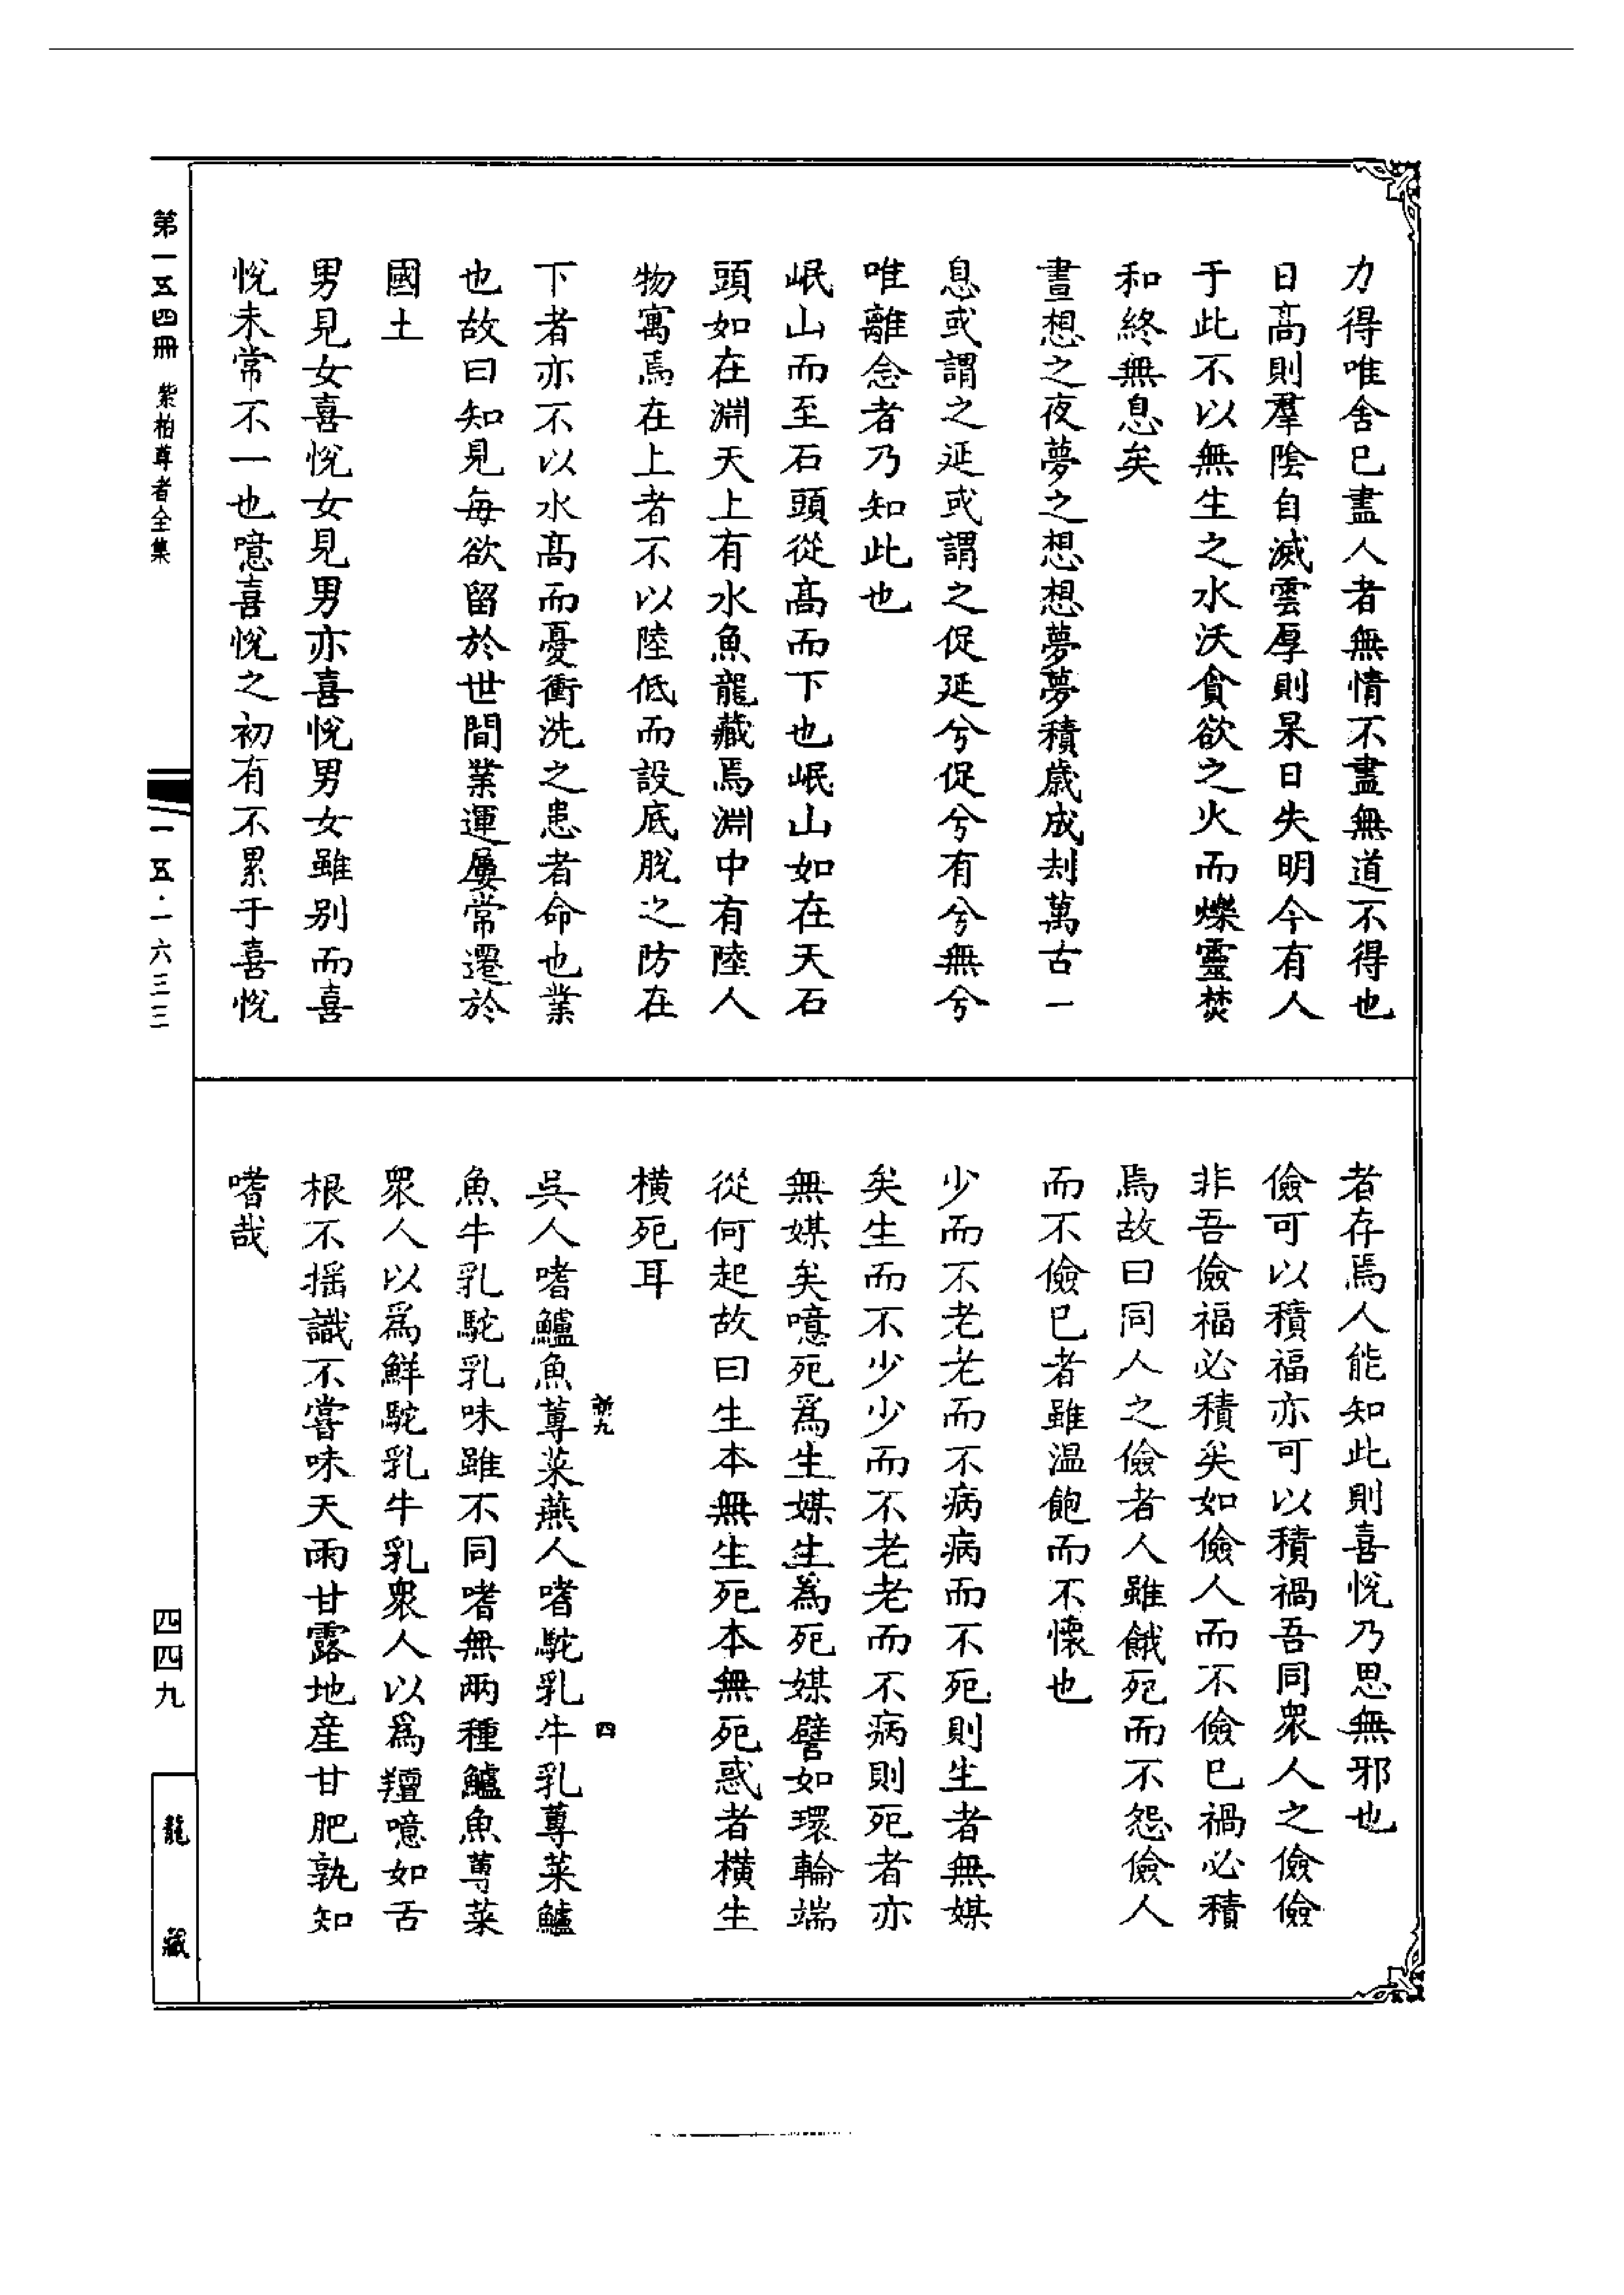 力得唯舍已盡人者無情不盡無道不得也
日高則羣陰自滅雲厚則杲日失明今有人
于此不以無生之水沃貪欲之火而爍靈焚
和終無息矣
晝想之夜夢之想想夢夢積歲成刦萬古一
息或謂之延或謂之促延兮促兮有兮無兮
唯離念者乃知此也
岷山而至石頭從高而下也岷山如在天石
頭如在淵天上有水魚龍藏焉淵中有陸人
物寓焉在上者不以陸低而設底脫之防在
下者亦不以水高而憂衝洗之患者命也業
也故曰知見每欲留於世間業運屢常遷於
國土
男見女喜悅女見男亦喜悅男女雖別而喜
悅未常不一也噫喜悅之初有不累于喜悅
者存焉人能知此則喜悅乃思無邪也
儉可以積福亦可以積禍吾同衆人之儉儉
非吾儉福必積矣如儉人而不儉已禍必積
焉故曰同人之儉者人雖餓死而不怨儉人
而不儉已者雖温飽而不懷也
少而不老老而不病病而不死則生者無媒
矣生而不少少而不老老而不病則死者亦
無媒矣噫死爲生媒生為死媒譬如環輪端
從何起故曰生本無生死本無死惑者橫生
橫死耳
吳人嗜鱸魚蓴菜燕人嗜駝乳牛乳蓴菜鱸
魚牛乳駝乳味雖不同嗜無兩種鱸魚蓴菜
衆人以爲鮮駝乳牛乳衆人以爲羶噫如舌
根不搖識不嘗味天雨甘露地産甘肥孰知
嗜哉
九
四
第一五四冊 紫柏尊者全集
一五·一六三三
四四九
龍藏